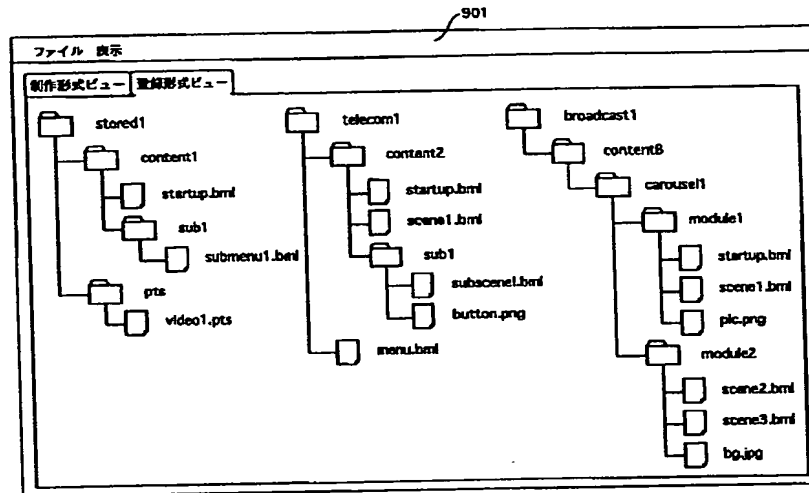 901
ファイル 表示
制作形式ビュー 登録形式ビュー
stored1
content1
startup.bml
sub1
submenu1.bml
pts
video1.pts
telecom1
content2
startup.bml
scene1.bml
sub1
subscene1.bml
button.png
menu.bml
broadcast1
contentB
carousel1
module1
startup.bml
scene1.bml
pic.png
module2
scene2.bml
scene3.bml
bg.jpg